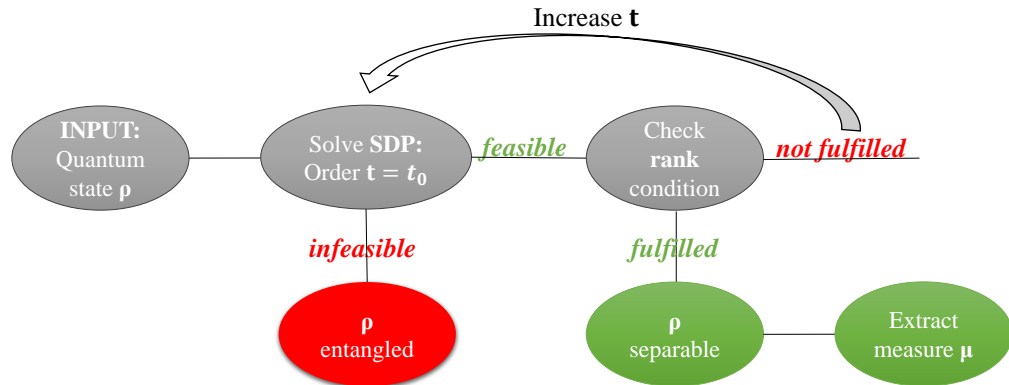 Increase t
INPUT:
Quantum
state ρ
Solve SDP:
Order t = t₀
feasible
Check
rank
condition
not fulfilled
infeasible
fulfilled
ρ
entangled
ρ
separable
Extract
measure μ